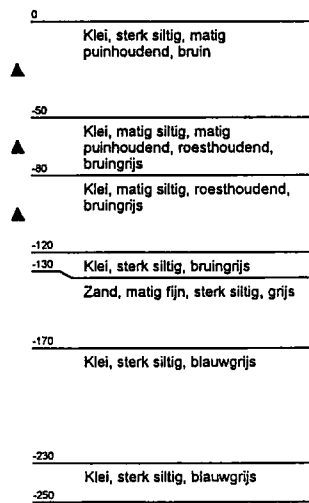 0
Klei, sterk siltig, matig
puinhoudend, bruin
-50
Klei, matig siltig, matig
puinhoudend, roesthoudend,
bruingrijs
-80
Klei, matig siltig, roesthoudend,
bruingrijs
-120
Klei, sterk siltig, bruingrijs
-130
Zand, matig fijn, sterk siltig, grijs
-170
Klei, sterk siltig, blauwgrijs
-230
Klei, sterk siltig, blauwgrijs
-250